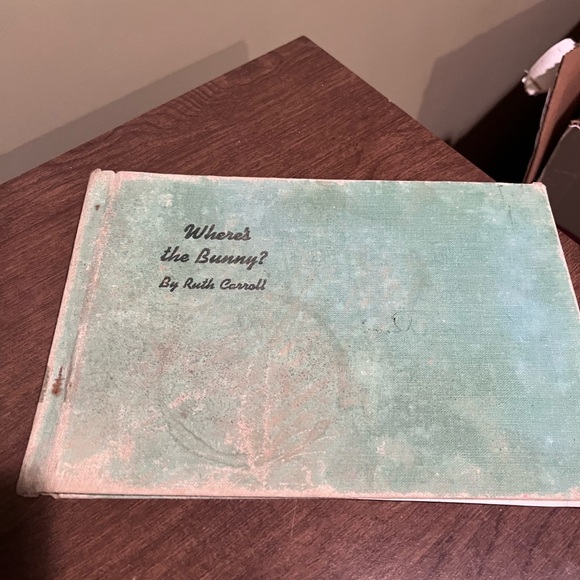 Where's
the Bunny?
By Ruth Carroll